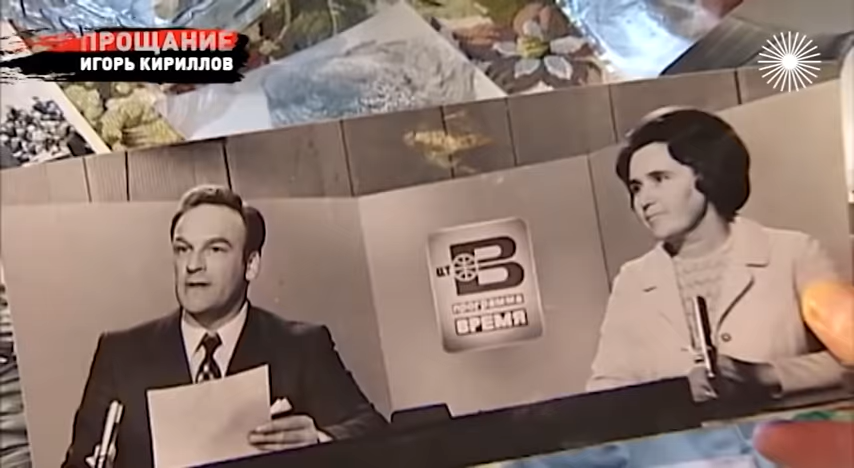 ПРОЩАНИЕ
ИГОРЬ КИРИЛЛОВ
ЦТ В
программа
ВРЕМЯ